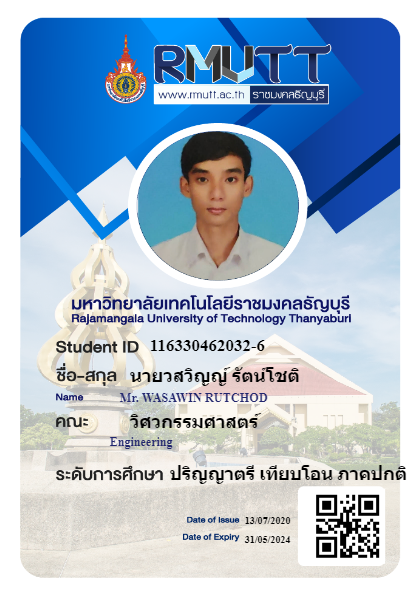 RMUTT
www.rmutt.ac.th ราชมงคลธัญบุรี
มหาวิทยาลัยเทคโนโลยีราชมงคลธัญบุรี
Rajamangala University of Technology Thanyaburi
Student ID 116330462032-6
ชื่อ-สกุล นายวสวิญญ์ รัตน์โชติ
Name Mr. WASAWIN RUTCHOD
คณะ วิศวกรรมศาสตร์
Engineering
ระดับการศึกษา ปริญญาตรี เทียบโอน ภาคปกติ
Date of Issue 13/07/2020
Date of Expiry 31/05/2024